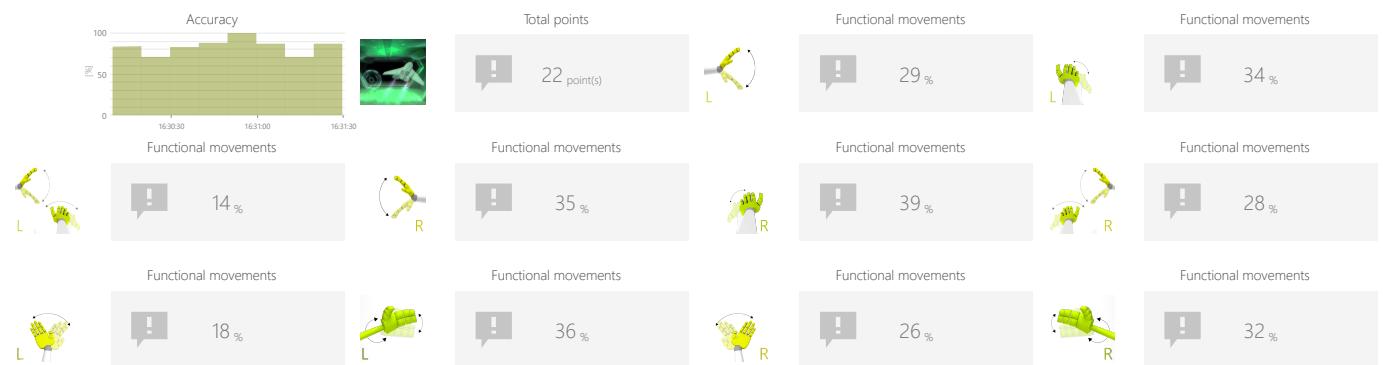 Accuracy
Total points
Functional movements
Functional movements
100
[%]
50
0
16:30:30
16:31:00
16:31:30
22 point(s)
L
29 %
L
34 %
Functional movements
Functional movements
Functional movements
Functional movements
L
14 %
R
35 %
R
39 %
R
28 %
Functional movements
Functional movements
Functional movements
Functional movements
L
18 %
L
36 %
R
26 %
R
32 %